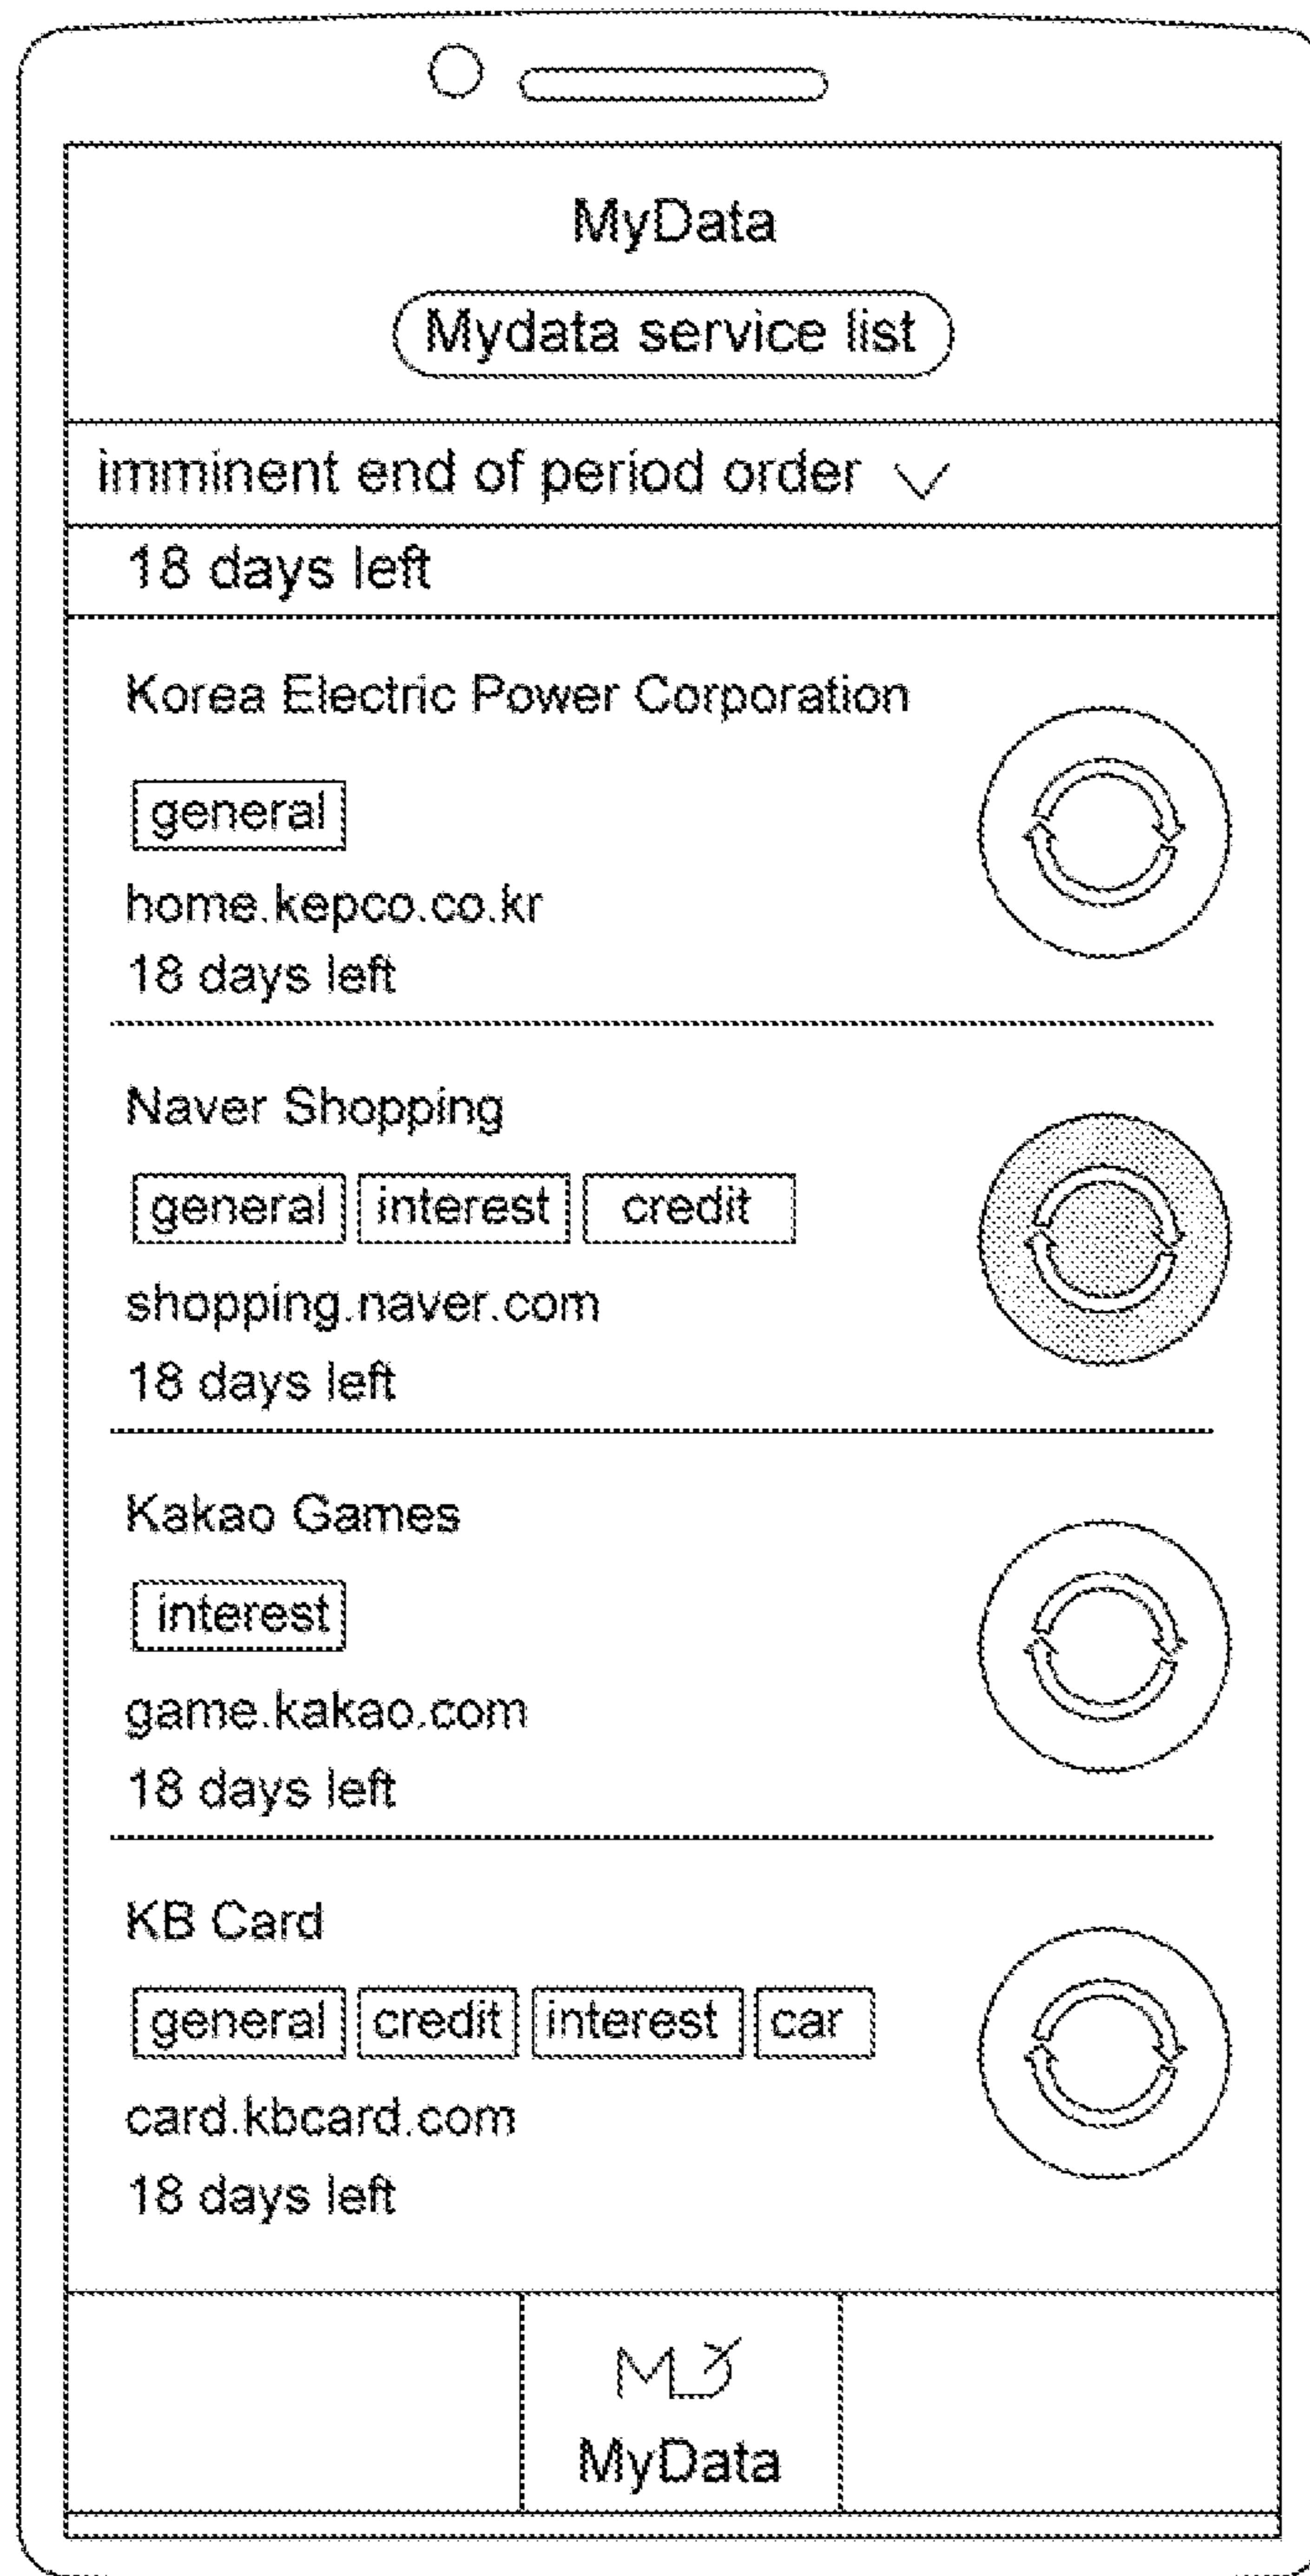 MyData
Mydata service list
imminent end of period order
18 days left
Korea Electric Power Corporation
general
home.kepco.co.kr
18 days left
Naver Shopping
general interest credit
shopping.naver.com
18 days left
Kakao Games
interest
game.kakao.com
18 days left
KB Card
general credit interest car
card.kbcard.com
18 days left
MyData